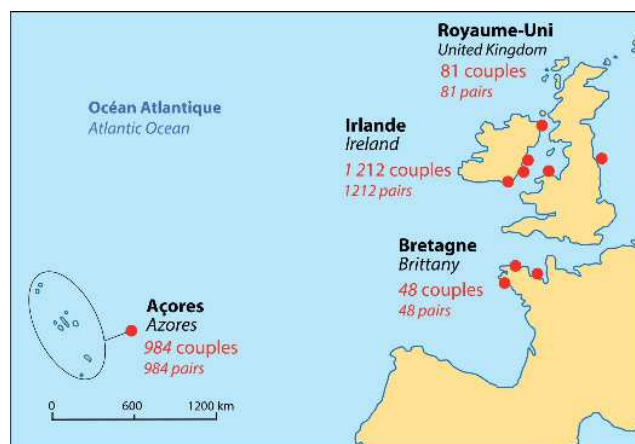 Royaume-Uni
United Kingdom
81 couples
81 pairs
Océan Atlantique
Atlantic Ocean
Irlande
Ireland
1 212 couples
1212 pairs
Bretagne
Brittany
48 couples
48 pairs
Açores
Azores
984 couples
984 pairs
0 600 1200 km